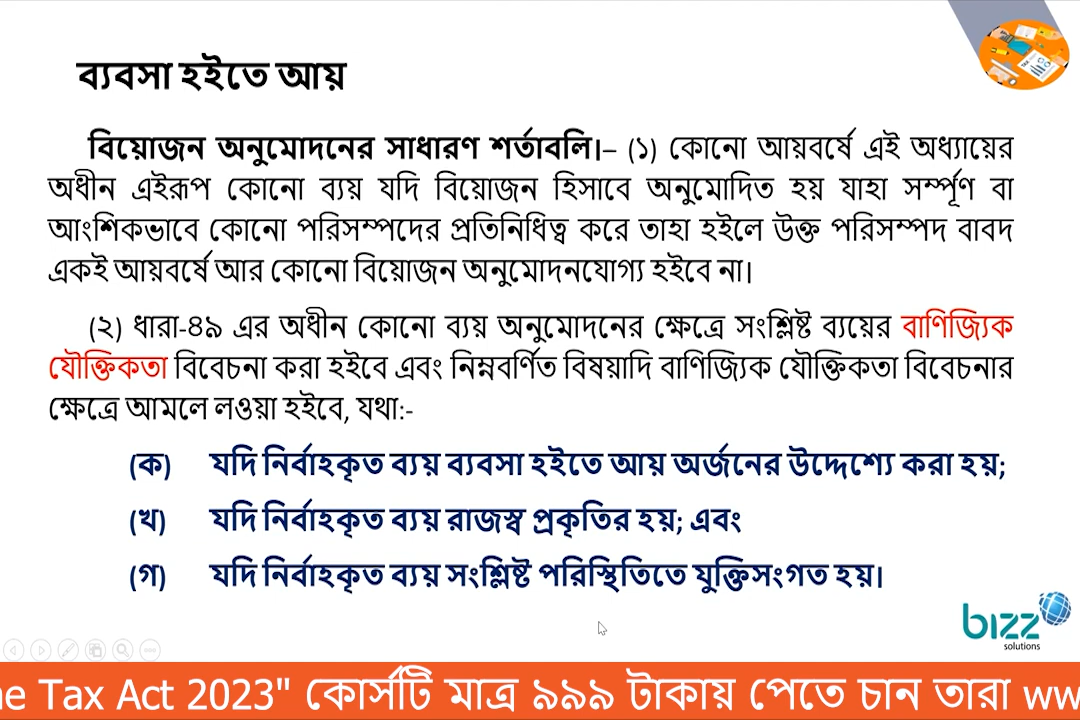 ব্যবসা হইতে আয়
বিয়োজন অনুমোদনের সাধারণ শর্তাবলি।– (১) কোনো আয়বর্ষে এই অধ্যায়ের
অধীন এইরূপ কোনো ব্যয় যদি বিয়োজন হিসাবে অনুমোদিত হয় যাহা সম্পূর্ণ বা
আংশিকভাবে কোনো পরিসম্পদের প্রতিনিধিত্ব করে তাহা হইলে উক্ত পরিসম্পদ বাবদ
একই আয়বর্ষে আর কোনো বিয়োজন অনুমোদনযোগ্য হইবে না।
(২) ধারা-৪৯ এর অধীন কোনো ব্যয় অনুমোদনের ক্ষেত্রে সংশ্লিষ্ট ব্যয়ের বাণিজ্যিক
যৌক্তিকতা বিবেচনা করা হইবে এবং নিম্নবর্ণিত বিষয়াদি বাণিজ্যিক যৌক্তিকতা বিবেচনার
ক্ষেত্রে আমলে লওয়া হইবে, যথা:-
(ক) যদি নির্বাহকৃত ব্যয় ব্যবসা হইতে আয় অর্জনের উদ্দেশ্যে করা হয়;
(খ) যদি নির্বাহকৃত ব্যয় রাজস্ব প্রকৃতির হয়; এবং
(গ) যদি নির্বাহকৃত ব্যয় সংশ্লিষ্ট পরিস্থিতিতে যুক্তিসংগত হয়।
bizz
solutions
e Tax Act 2023" কোর্সটি মাত্র ৯৯৯ টাকায় পেতে চান তারা ww